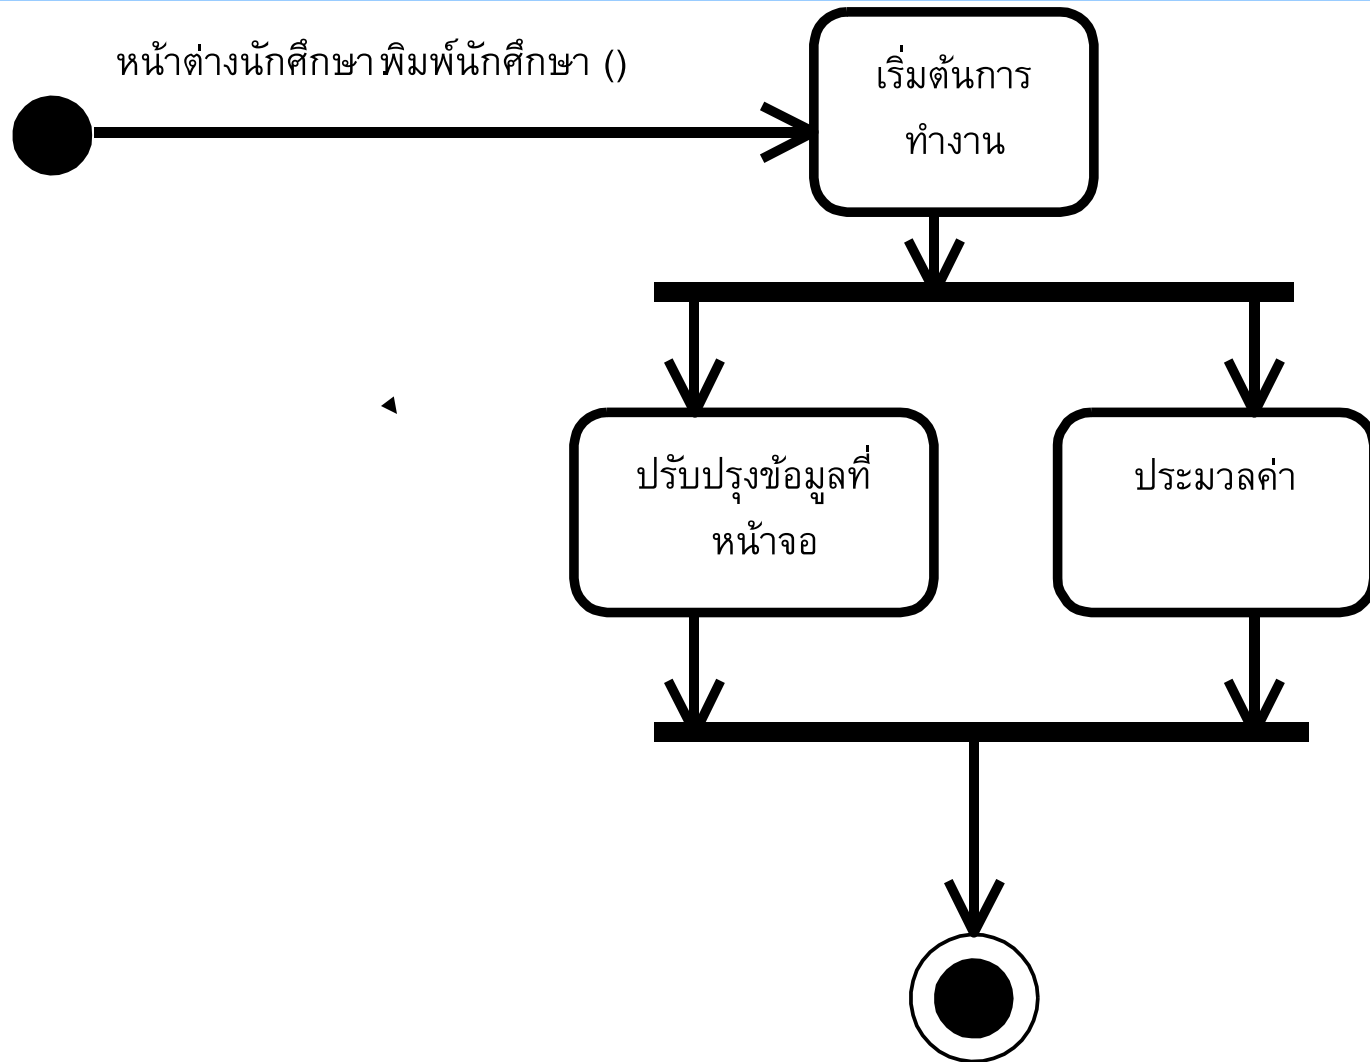 หน้าต่างนักศึกษา.พิมพ์นักศึกษา ()
เริ่มต้นการ
ทำงาน
ปรับปรุงข้อมูลที่
หน้าจอ
ประมวลค่า